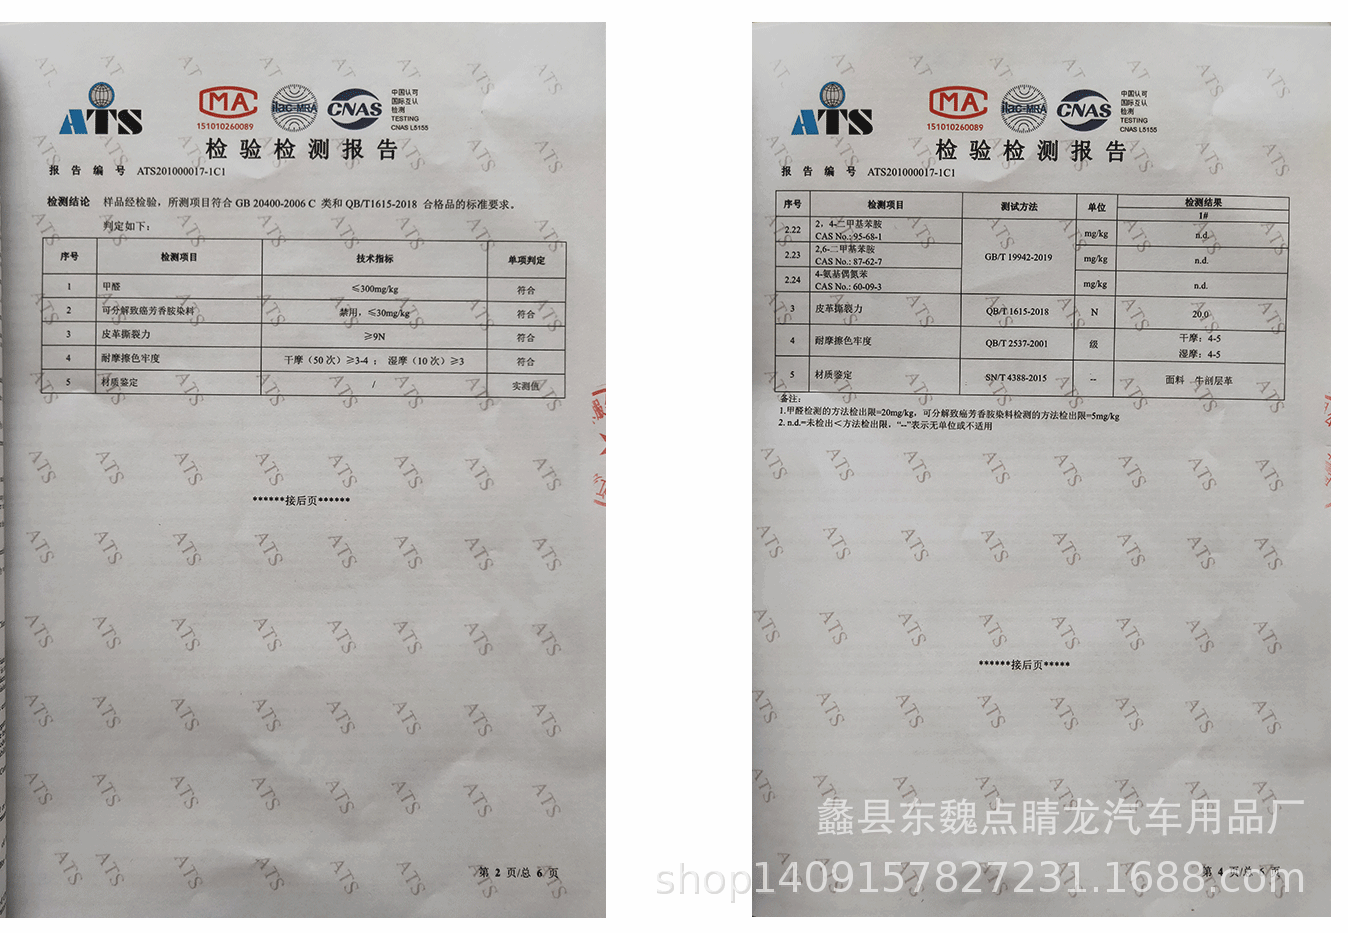 ATS
MA
151010260089
ilac-MRA
CNAS
中国认可
国际互认
检测
TESTING
CNAS L5155
检验检测报告
报告编号 ATS201000017-1C1
检测结论 样品经检验，所测项目符合 GB 20400-2006 C 类和 QB/T1615-2018 合格品的标准要求。
判定如下：
序号 检测项目 技术指标 单项判定
1 甲醛 ≤300mg/kg 符合
2 可分解致癌芳香胺染料 禁用，≤30mg/kg 符合
3 皮革撕裂力 ≥9N 符合
4 耐摩擦色牢度 干摩（50 次）≥3-4 ； 湿摩（10 次）≥3 符合
5 材质鉴定 / 实测值
******接后页******
第 2 页/总 6 页
ATS
MA
151010260089
ilac-MRA
CNAS
中国认可
国际互认
检测
TESTING
CNAS L5155
检验检测报告
报告编号 ATS201000017-1C1
序号 检测项目 测试方法 单位 检测结果
1#
2.22 2，4-二甲基苯胺 CAS No.: 95-68-1 GB/T 19942-2019 mg/kg n.d.
2.23 2,6-二甲基苯胺 CAS No.: 87-62-7 mg/kg n.d.
2.24 4-氨基偶氮苯 CAS No.: 60-09-3 mg/kg n.d.
3 皮革撕裂力 QB/T 1615-2018 N 20.0
4 耐摩擦色牢度 QB/T 2537-2001 级 干摩：4-5
湿摩：4-5
5 材质鉴定 SN/T 4388-2015 -- 面料 牛剖层革
备注：
1.甲醛检测的方法检出限=20mg/kg，可分解致癌芳香胺染料检测的方法检出限=5mg/kg
2. n.d.=未检出＜方法检出限，“--”表示无单位或不适用
******接后页*****
蠡县东魏点睛龙汽车用品厂
shop1409157827231.1688.com
第 4 页/总 6 页